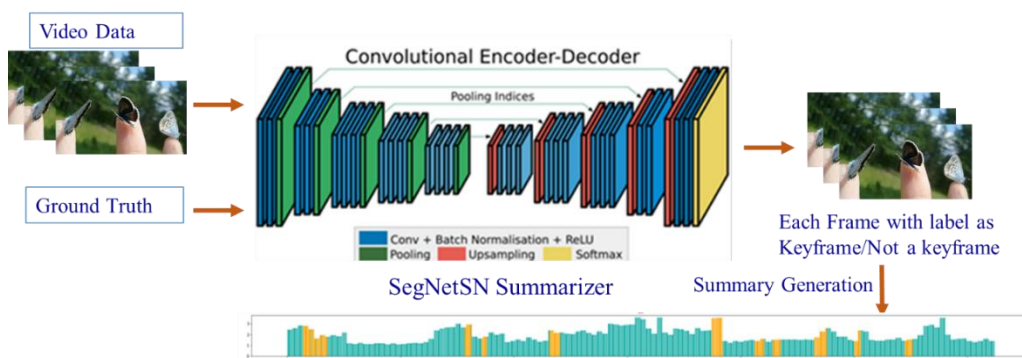 Video Data
Ground Truth
Convolutional Encoder-Decoder
Pooling Indices
Conv + Batch Normalisation + ReLU
Pooling Upsampling Softmax
SegNetSN Summarizer
Each Frame with label as
Keyframe/Not a keyframe
Summary Generation